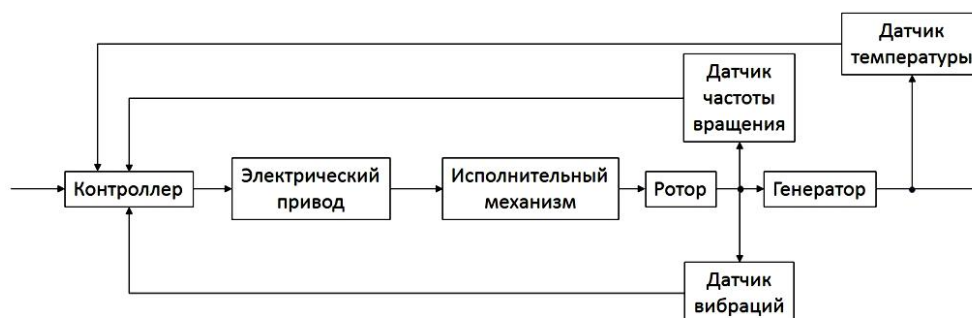 Датчик
температуры
Датчик
частоты
вращения
Контроллер
Электрический
привод
Исполнительный
механизм
Ротор
Генератор
Датчик
вибраций